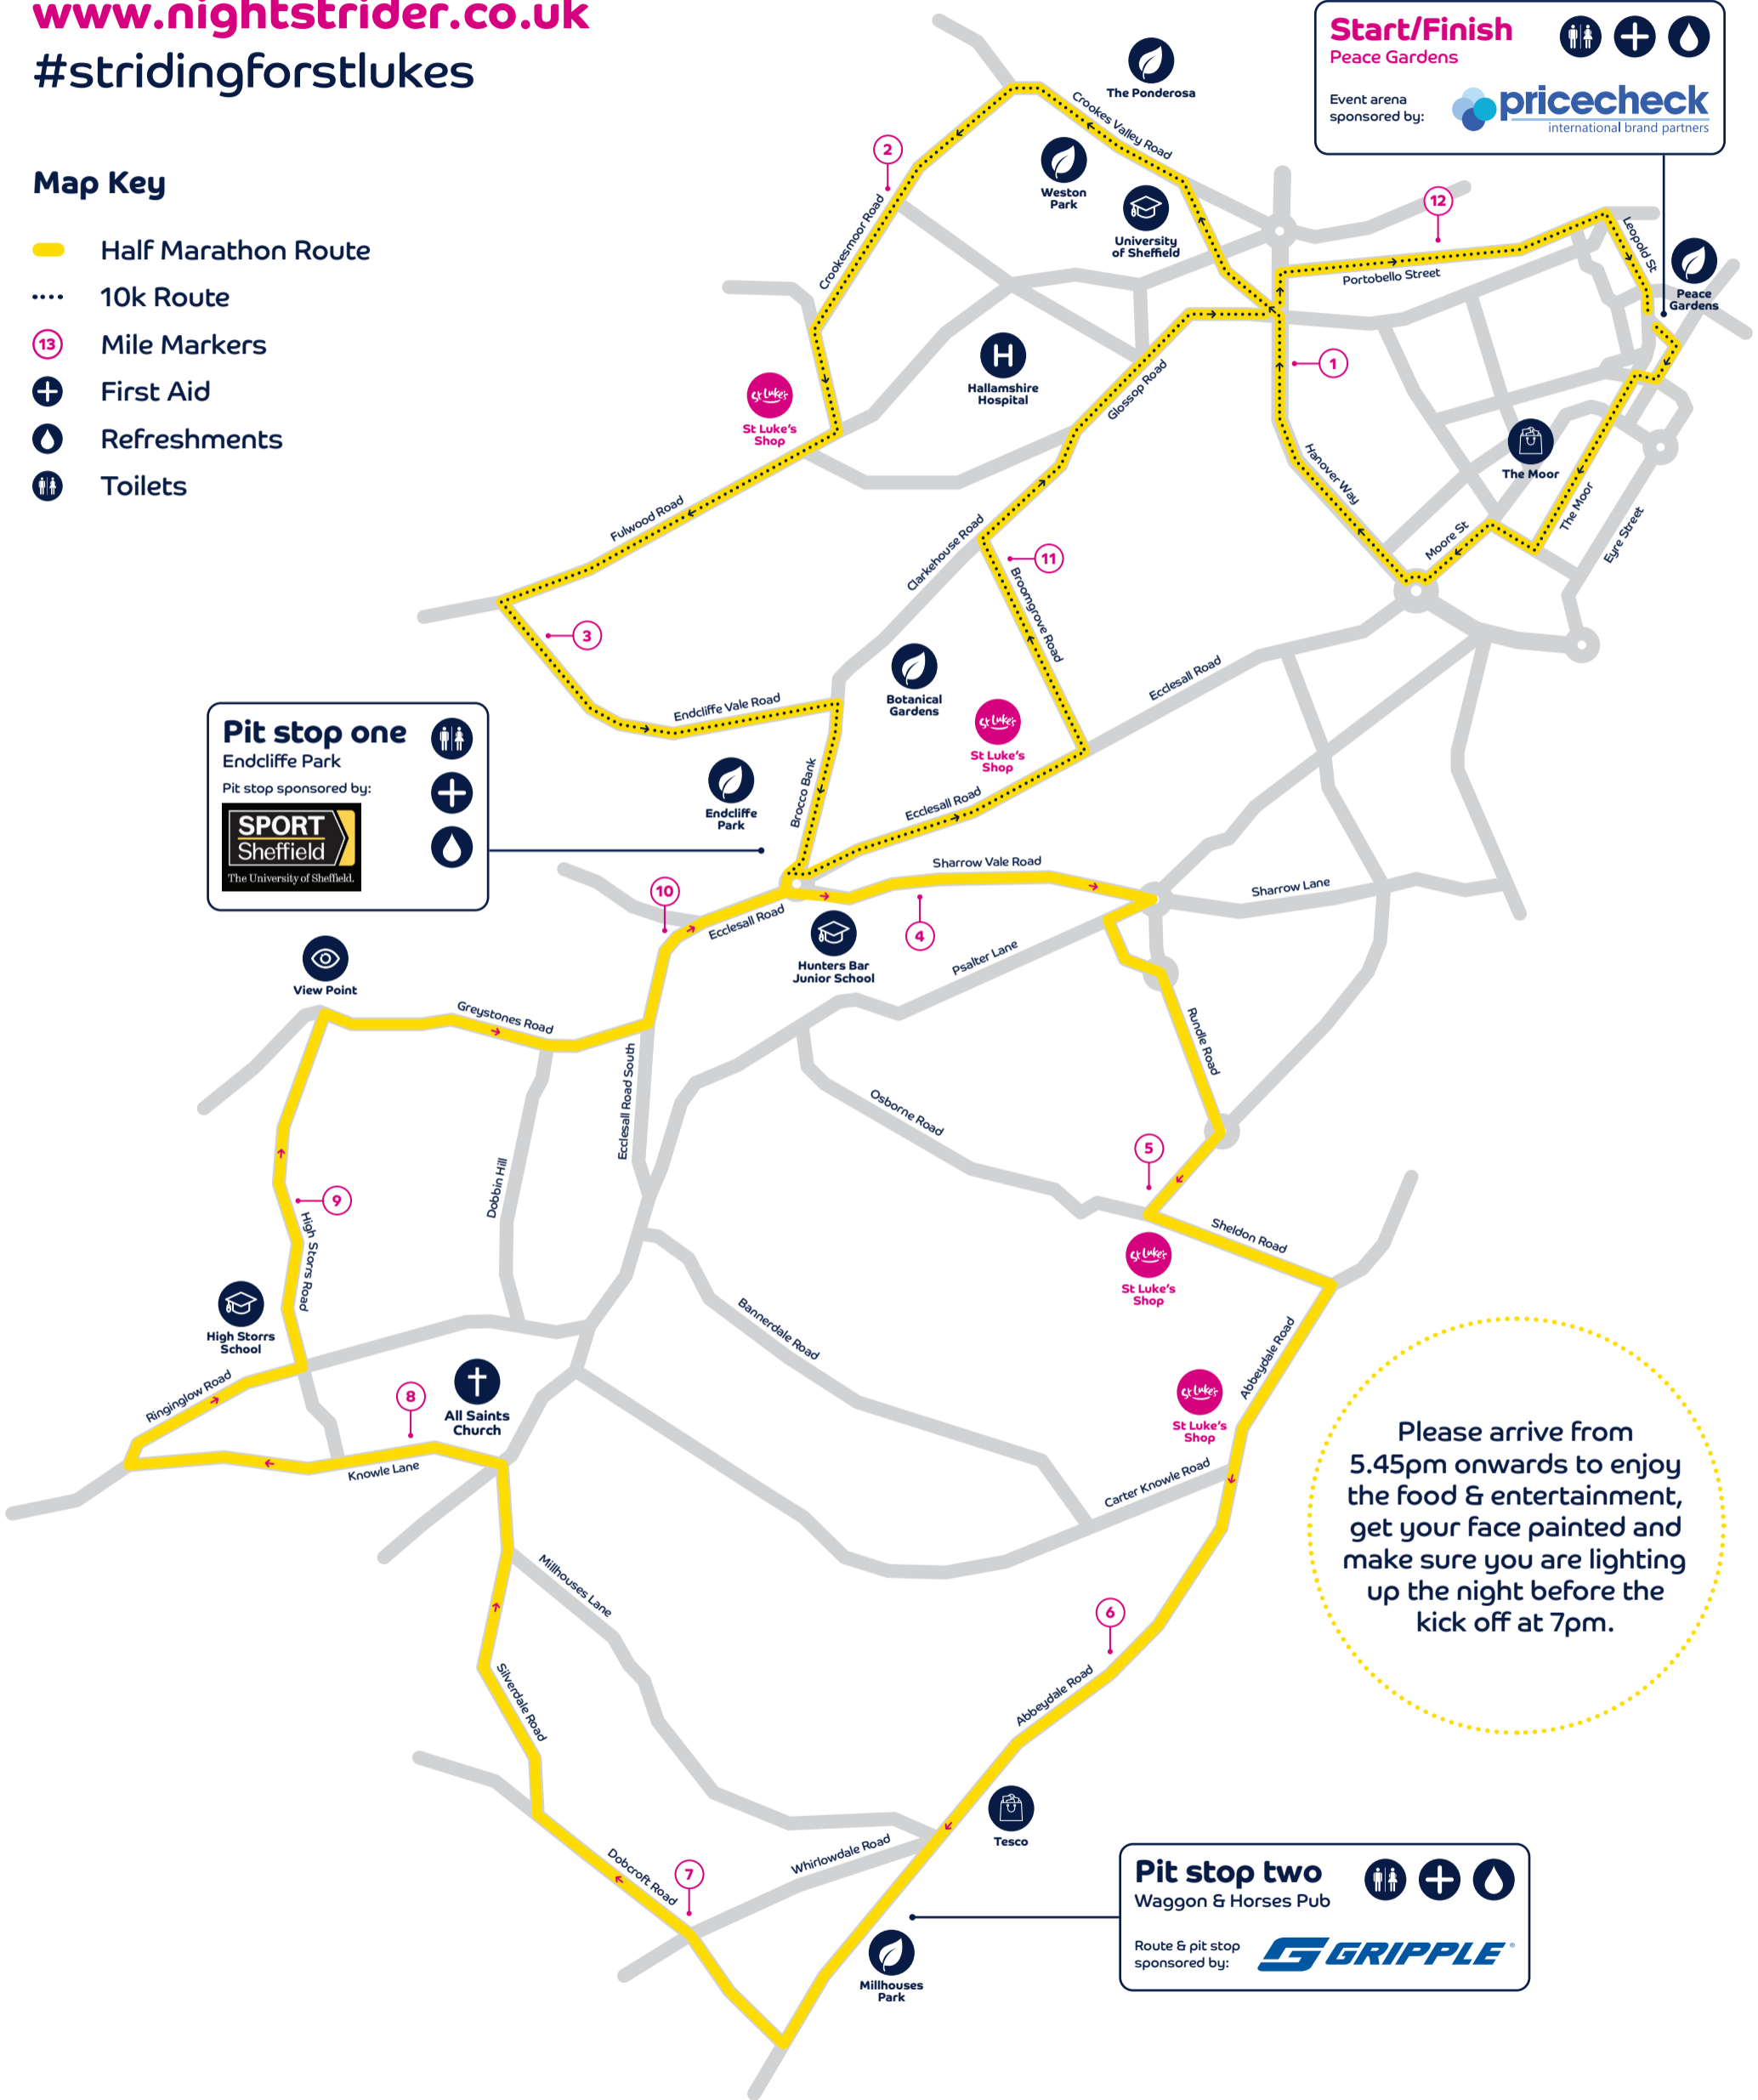 www.nightstrider.co.uk
#stridingforstlukes
Map Key
Half Marathon Route
10k Route
13
Mile Markers
First Aid
Refreshments
Toilets
Start/Finish
Peace Gardens
Event arena
sponsored by:
pricecheck
international brand partners
The Ponderosa
Crookes Valley Road
2
Weston
Park
University
of Sheffield
12
Crookesmoor Road
Leopold St
Portobello Street
Peace
Gardens
Hallamshire
Hospital
1
Glossop Road
St Luke's
St Luke's
Shop
The Moor
Hanover Way
The Moor
Moore St
Eyre Street
Fulwood Road
Clarkehouse Road
11
Broomgrove Road
3
Botanical
Gardens
Ecclesall Road
Endcliffe Vale Road
St Luke's
St Luke's
Shop
Pit stop one
Endcliffe Park
Pit stop sponsored by:
SPORT
Sheffield
The University of Sheffield.
Endcliffe
Park
Brocco Bank
Ecclesall Road
Sharrow Vale Road
10
Ecclesall Road
4
Sharrow Lane
Hunters Bar
Junior School
Psalter Lane
View Point
Greystones Road
Rundle Road
Ecclesall Road South
Osborne Road
5
Dobbin Hill
9
High Storrs Road
Sheldon Road
St Luke's
St Luke's
Shop
High Storrs
School
Bannerdale Road
Abbeydale Road
Ringinglow Road
8
All Saints
Church
St Luke's
St Luke's
Shop
Knowle Lane
Carter Knowle Road
Please arrive from
5.45pm onwards to enjoy
the food & entertainment,
get your face painted and
make sure you are lighting
up the night before the
kick off at 7pm.
Millhouses Lane
6
Silverdale Road
Abbeydale Road
Tesco
Whirlowdale Road
Dobcroft Road
7
Pit stop two
Waggon & Horses Pub
Route & pit stop
sponsored by:
GRIPPLE®
Millhouses
Park